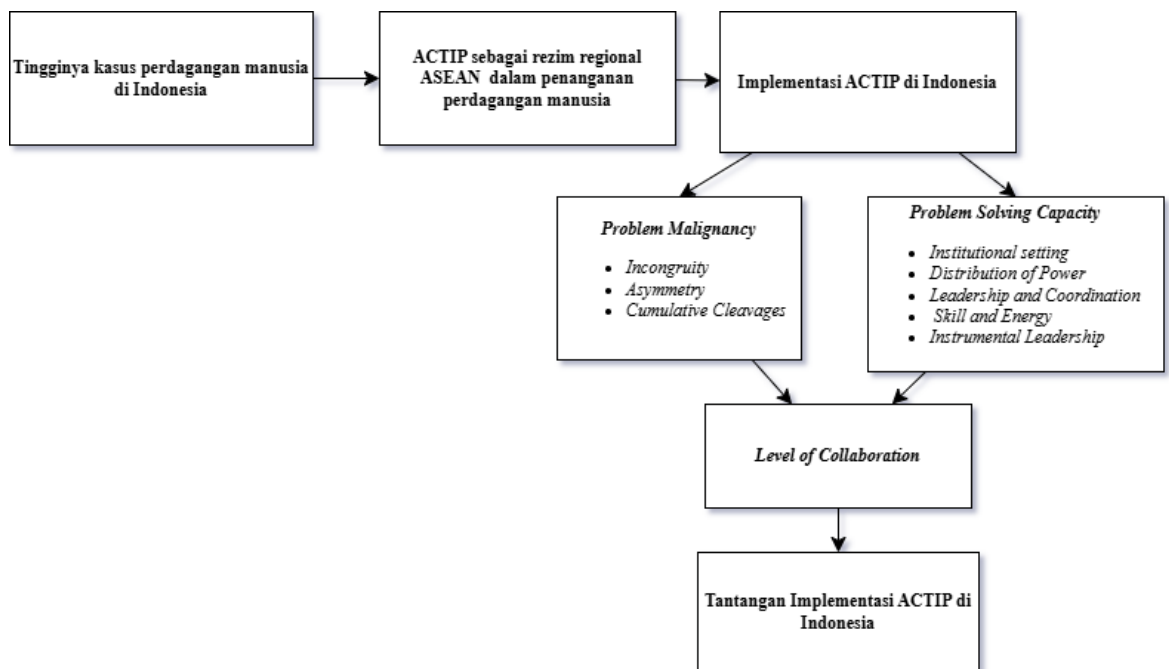 Tingginya kasus perdagangan manusia
di Indonesia
ACTIP sebagai rezim regional
ASEAN dalam penanganan
perdagangan manusia
Implementasi ACTIP di Indonesia
Problem Malignancy
• Incongruity
• Asymmetry
• Cumulative Cleavages
Problem Solving Capacity
• Institutional setting
• Distribution of Power
• Leadership and Coordination
• Skill and Energy
• Instrumental Leadership
Level of Collaboration
Tantangan Implementasi ACTIP di
Indonesia